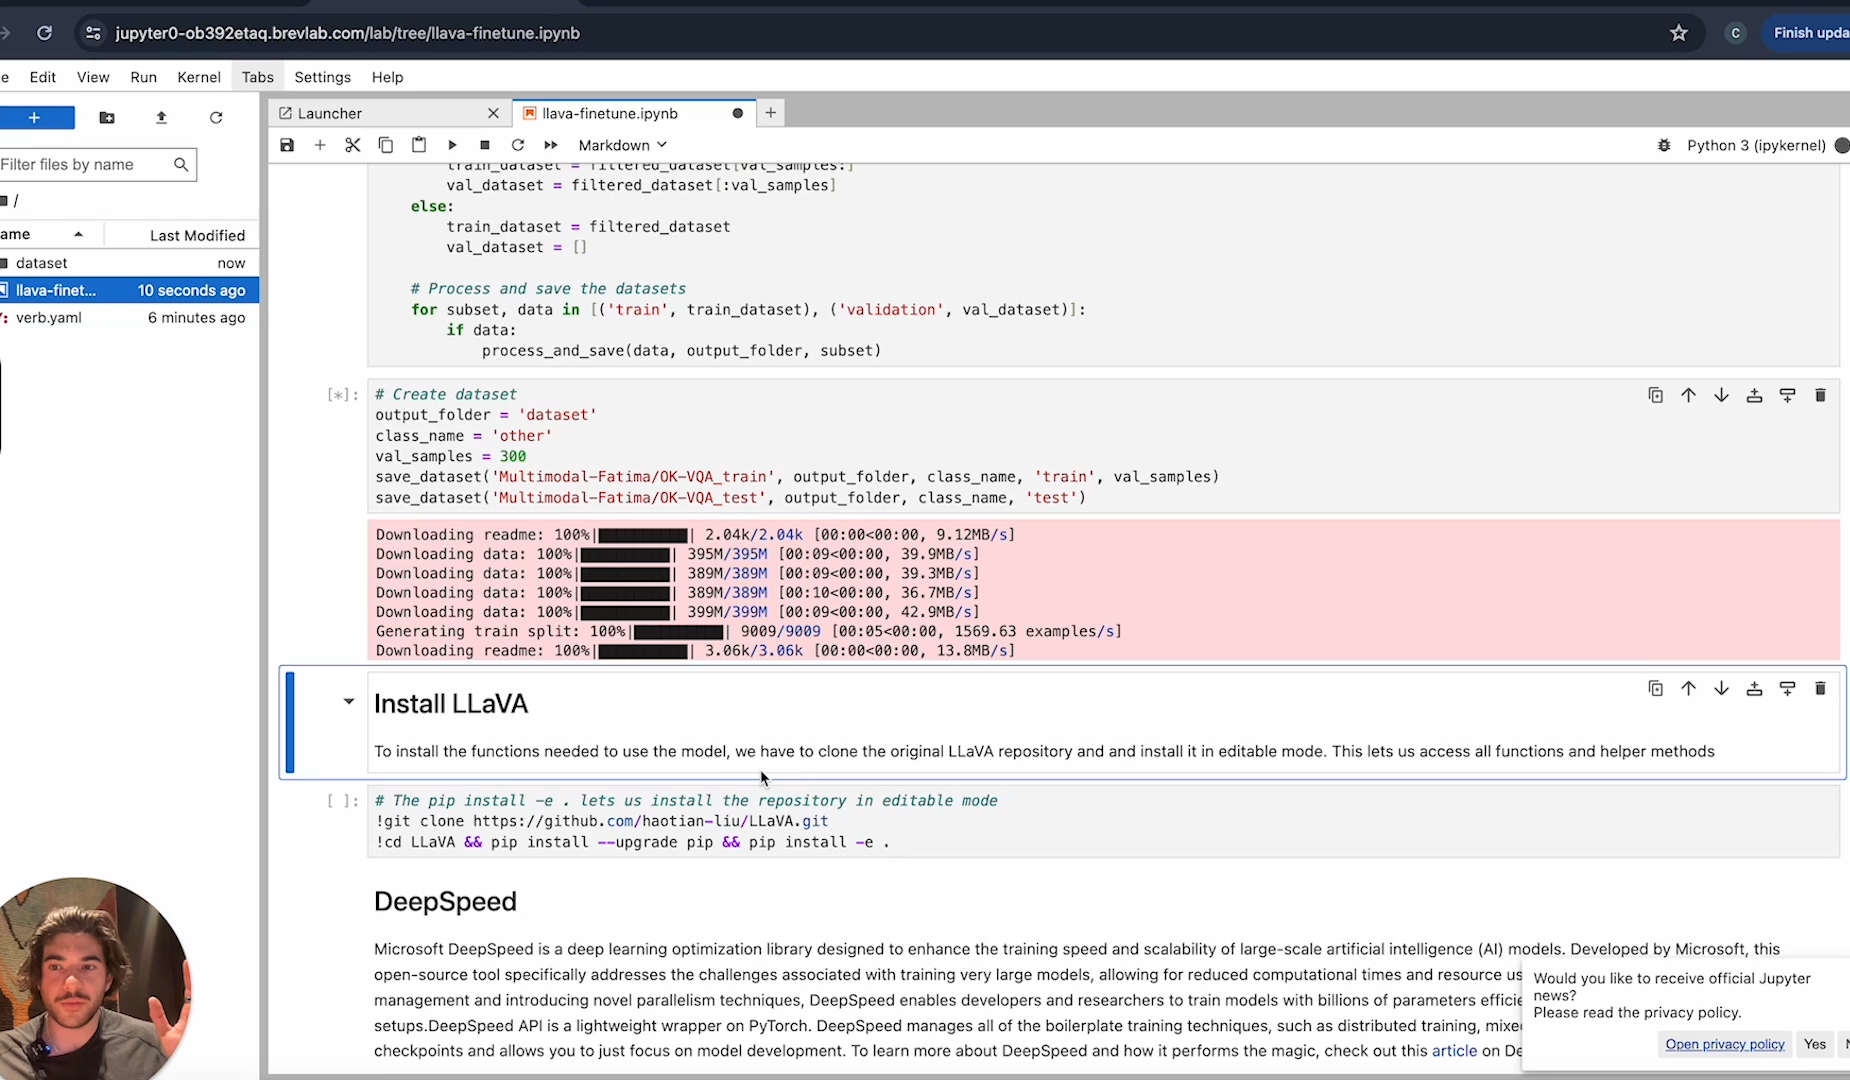 jupyter0-ob392etaq.brevlab.com/lab/tree/llava-finetune.ipynb
C
Finish upda
e Edit View Run Kernel Tabs Settings Help
Launcher
llava-finetune.ipynb
Markdown
Python 3 (ipykernel)
Filter files by name
/
ame Last Modified
dataset now
llava-finet... 10 seconds ago
verb.yaml 6 minutes ago
train_dataset = filtered_dataset[val_samples:]
val_dataset = filtered_dataset[:val_samples]
else:
train_dataset = filtered_dataset
val_dataset = []
# Process and save the datasets
for subset, data in [('train', train_dataset), ('validation', val_dataset)]:
if data:
process_and_save(data, output_folder, subset)
[*]:
# Create dataset
output_folder = 'dataset'
class_name = 'other'
val_samples = 300
save_dataset('Multimodal-Fatima/OK-VQA_train', output_folder, class_name, 'train', val_samples)
save_dataset('Multimodal-Fatima/OK-VQA_test', output_folder, class_name, 'test')
Downloading readme: 100%|██████████| 2.04k/2.04k [00:00<00:00, 9.12MB/s]
Downloading data: 100%|██████████| 395M/395M [00:09<00:00, 39.9MB/s]
Downloading data: 100%|██████████| 389M/389M [00:09<00:00, 39.3MB/s]
Downloading data: 100%|██████████| 389M/389M [00:10<00:00, 36.7MB/s]
Downloading data: 100%|██████████| 399M/399M [00:09<00:00, 42.9MB/s]
Generating train split: 100%|██████████| 9009/9009 [00:05<00:00, 1569.63 examples/s]
Downloading readme: 100%|██████████| 3.06k/3.06k [00:00<00:00, 13.8MB/s]
Install LLaVA
To install the functions needed to use the model, we have to clone the original LLaVA repository and and install it in editable mode. This lets us access all functions and helper methods
[ ]:
# The pip install -e . lets us install the repository in editable mode
!git clone https://github.com/haotian-liu/LLaVA.git
!cd LLaVA && pip install --upgrade pip && pip install -e .
DeepSpeed
Microsoft DeepSpeed is a deep learning optimization library designed to enhance the training speed and scalability of large-scale artificial intelligence (AI) models. Developed by Microsoft, this
open-source tool specifically addresses the challenges associated with training very large models, allowing for reduced computational times and resource us
management and introducing novel parallelism techniques, DeepSpeed enables developers and researchers to train models with billions of parameters efficie
setups.DeepSpeed API is a lightweight wrapper on PyTorch. DeepSpeed manages all of the boilerplate training techniques, such as distributed training, mixe
checkpoints and allows you to just focus on model development. To learn more about DeepSpeed and how it performs the magic, check out this article on De
Would you like to receive official Jupyter
news?
Please read the privacy policy.
Open privacy policy Yes